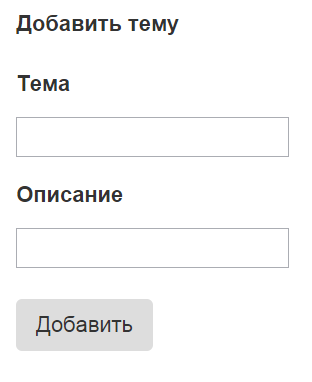 Добавить тему
Тема
Описание
Добавить